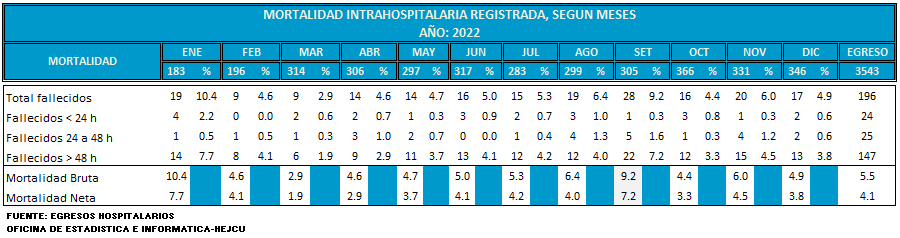 MORTALIDAD INTRAHOSPITALARIA REGISTRADA, SEGUN MESES
AÑO: 2022
MORTALIDAD ENE FEB MAR ABR MAY JUN JUL AGO SET OCT NOV DIC EGRESO
183 % 196 % 314 % 306 % 297 % 317 % 283 % 299 % 305 % 366 % 331 % 346 % 3543
Total fallecidos 19 10.4 9 4.6 9 2.9 14 4.6 14 4.7 16 5.0 15 5.3 19 6.4 28 9.2 16 4.4 20 6.0 17 4.9 196
Fallecidos < 24 h 4 2.2 0 0.0 2 0.6 2 0.7 1 0.3 3 0.9 2 0.7 3 1.0 1 0.3 3 0.8 1 0.3 2 0.6 24
Fallecidos 24 a 48 h 1 0.5 1 0.5 1 0.3 3 1.0 2 0.7 0 0.0 1 0.4 4 1.3 5 1.6 1 0.3 4 1.2 2 0.6 25
Fallecidos > 48 h 14 7.7 8 4.1 6 1.9 9 2.9 11 3.7 13 4.1 12 4.2 12 4.0 22 7.2 12 3.3 15 4.5 13 3.8 147
Mortalidad Bruta 10.4 4.6 2.9 4.6 4.7 5.0 5.3 6.4 9.2 4.4 6.0 4.9 5.5
Mortalidad Neta 7.7 4.1 1.9 2.9 3.7 4.1 4.2 4.0 7.2 3.3 4.5 3.8 4.1
FUENTE: EGRESOS HOSPITALARIOS
OFICINA DE ESTADISTICA E INFORMATICA-HEJCU